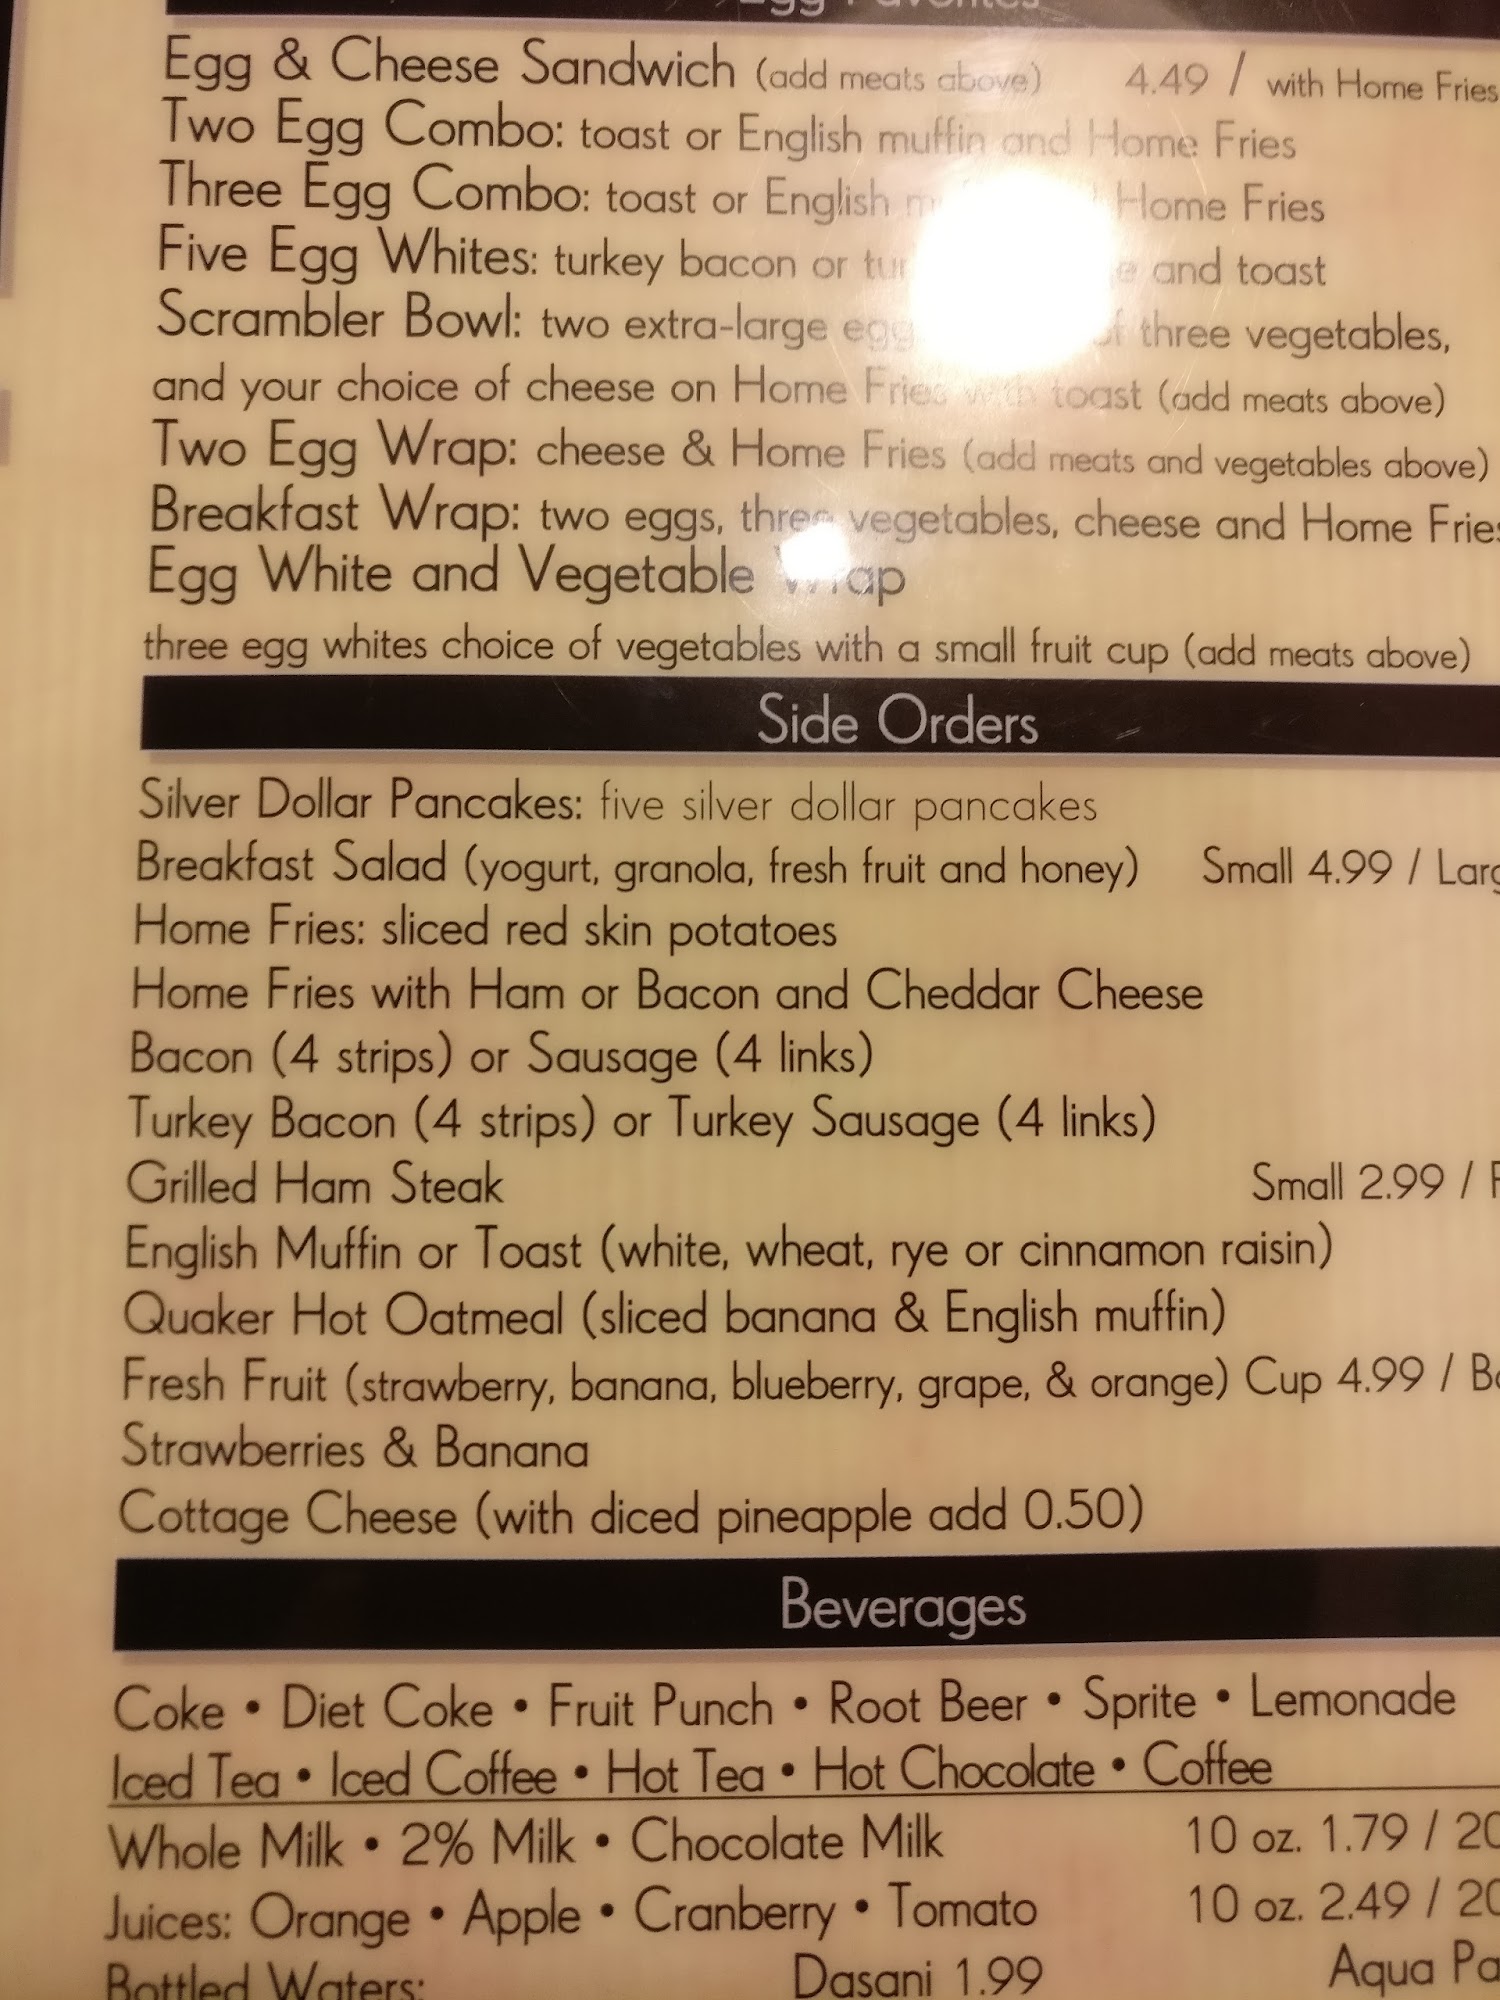 Egg Favorites
Egg & Cheese Sandwich (add meats above) 4.49 / with Home Fries
Two Egg Combo: toast or English muffin and Home Fries
Three Egg Combo: toast or English Home Fries
Five Egg Whites: turkey bacon or and toast
Scrambler Bowl: two extra-large of three vegetables,
and your choice of cheese on Home Fries with toast (add meats above)
Two Egg Wrap: cheese & Home Fries (add meats and vegetables above)
Breakfast Wrap: two eggs, three vegetables, cheese and Home Fries
Egg White and Vegetable Wrap
three egg whites choice of vegetables with a small fruit cup (add meats above)
Side Orders
Silver Dollar Pancakes: five silver dollar pancakes
Breakfast Salad (yogurt, granola, fresh fruit and honey) Small 4.99 /
Home Fries: sliced red skin potatoes
Home Fries with Ham or Bacon and Cheddar Cheese
Bacon (4 strips) or Sausage (4 links)
Turkey Bacon (4 strips) or Turkey Sausage (4 links)
Grilled Ham Steak Small 2.99 /
English Muffin or Toast (white, wheat, rye or cinnamon raisin)
Quaker Hot Oatmeal (sliced banana & English muffin)
Fresh Fruit (strawberry, banana, blueberry, grape, & orange) Cup 4.99 /
Strawberries & Banana
Cottage Cheese (with diced pineapple add 0.50)
Beverages
Coke • Diet Coke • Fruit Punch • Root Beer • Sprite • Lemonade
Iced Tea • Iced Coffee • Hot Tea • Hot Chocolate • Coffee
Whole Milk • 2% Milk • Chocolate Milk 10 oz. 1.79 / 20
Juices: Orange • Apple • Cranberry • Tomato 10 oz. 2.49 / 20
Bottled Waters: Dasani 1.99 Aqua